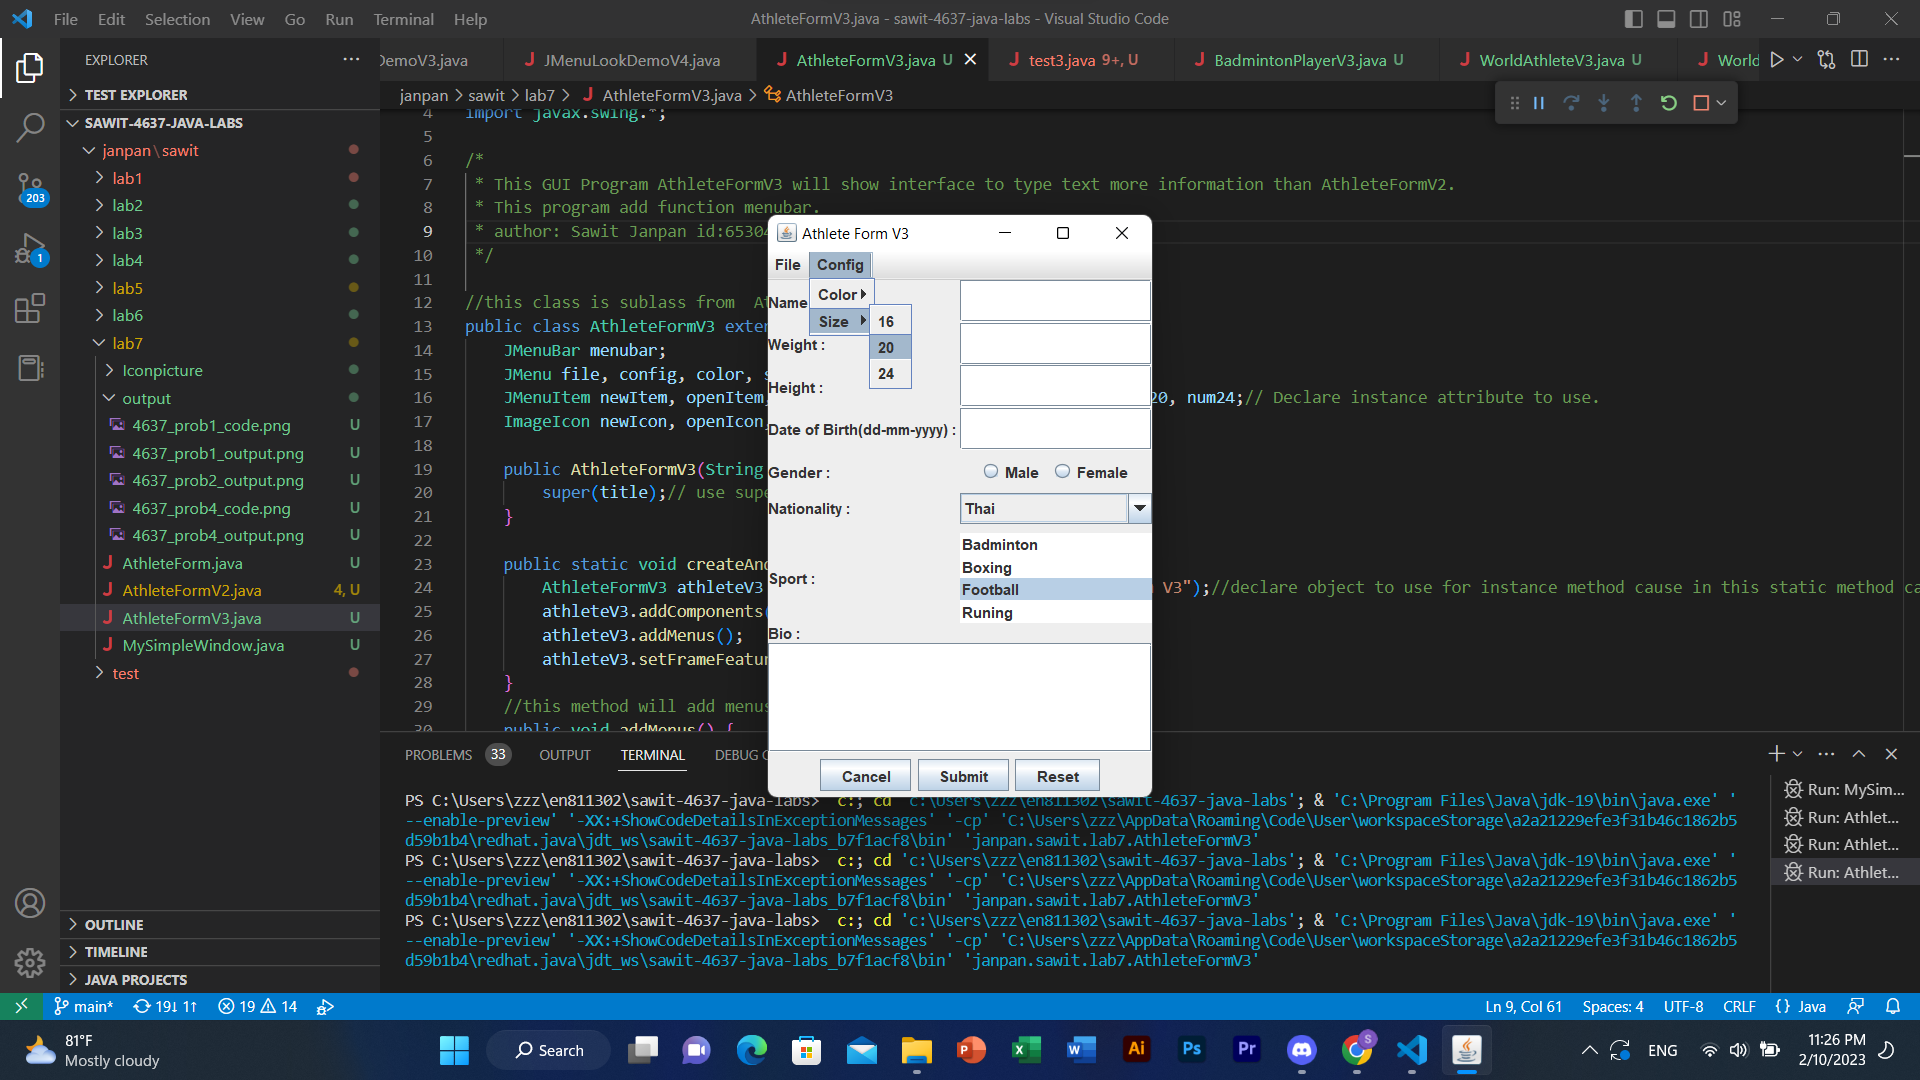 File Edit Selection View Go Run Terminal Help
AthleteFormV3.java - sawit-4637-java-labs - Visual Studio Code
EXPLORER
TEST EXPLORER
SAWIT-4637-JAVA-LABS
janpan\sawit
lab1
lab2
lab3
lab4
lab5
lab6
lab7
Iconpicture
output
4637_prob1_code.png U
4637_prob1_output.png U
4637_prob2_output.png U
4637_prob4_code.png U
4637_prob4_output.png U
AthleteForm.java U
AthleteFormV2.java 4, U
AthleteFormV3.java U
MySimpleWindow.java U
test
OUTLINE
TIMELINE
JAVA PROJECTS
203
1
DemoV3.java JMenuLookDemoV4.java AthleteFormV3.java U test3.java 9+, U BadmintonPlayerV3.java U WorldAthleteV3.java U World
janpan > sawit > lab7 > AthleteFormV3.java > AthleteFormV3
4 import javax.swing.*;
5
6 /*
7 * This GUI Program AthleteFormV3 will show interface to type text more information than AthleteFormV2.
8 * This program add function menubar.
9 * author: Sawit Janpan id:65304
10 */
11
12 //this class is sublass from At
13 public class AthleteFormV3 exter
14 JMenuBar menubar;
15 JMenu file, config, color, s
16 JMenuItem newItem, openItem, 20, num24;// Declare instance attribute to use.
17 ImageIcon newIcon, openIcon
18
19 public AthleteFormV3(String
20 super(title);// use supe
21 }
22
23 public static void createAnd
24 AthleteFormV3 athleteV3 V3");//declare object to use for instance method cause in this static method ca
25 athleteV3.addComponents(
26 athleteV3.addMenus();
27 athleteV3.setFrameFeatur
28 }
29 //this method will add menus
30 public void addMenus() {
Athlete Form V3
File Config
Color
Size
16
20
24
Name
Weight :
Height :
Date of Birth(dd-mm-yyyy) :
Gender : Male Female
Nationality : Thai
Sport :
Badminton
Boxing
Football
Runing
Bio :
Cancel Submit Reset
PROBLEMS 33 OUTPUT TERMINAL DEBUG C
PS C:\Users\zzz\en811302\sawit-4637-java-labs> c:; cd 'c:\Users\zzz\en811302\sawit-4637-java-labs'; & 'C:\Program Files\Java\jdk-19\bin\java.exe' '
--enable-preview' '-XX:+ShowCodeDetailsInExceptionMessages' '-cp' 'C:\Users\zzz\AppData\Roaming\Code\User\workspaceStorage\a2a21229efe3f31b46c1862b5
d59b1b4\redhat.java\jdt_ws\sawit-4637-java-labs_b7f1acf8\bin' 'janpan.sawit.lab7.AthleteFormV3'
PS C:\Users\zzz\en811302\sawit-4637-java-labs> c:; cd 'c:\Users\zzz\en811302\sawit-4637-java-labs'; & 'C:\Program Files\Java\jdk-19\bin\java.exe' '
--enable-preview' '-XX:+ShowCodeDetailsInExceptionMessages' '-cp' 'C:\Users\zzz\AppData\Roaming\Code\User\workspaceStorage\a2a21229efe3f31b46c1862b5
d59b1b4\redhat.java\jdt_ws\sawit-4637-java-labs_b7f1acf8\bin' 'janpan.sawit.lab7.AthleteFormV3'
PS C:\Users\zzz\en811302\sawit-4637-java-labs> c:; cd 'c:\Users\zzz\en811302\sawit-4637-java-labs'; & 'C:\Program Files\Java\jdk-19\bin\java.exe' '
--enable-preview' '-XX:+ShowCodeDetailsInExceptionMessages' '-cp' 'C:\Users\zzz\AppData\Roaming\Code\User\workspaceStorage\a2a21229efe3f31b46c1862b5
d59b1b4\redhat.java\jdt_ws\sawit-4637-java-labs_b7f1acf8\bin' 'janpan.sawit.lab7.AthleteFormV3'
Run: MySim...
Run: Athlet...
Run: Athlet...
Run: Athlet...
main* 19↓ 1↑ 19 14 Ln 9, Col 61 Spaces: 4 UTF-8 CRLF {} Java
81°F
Mostly cloudy
Search
P X W Ai Ps Pr S
ENG
11:26 PM
2/10/2023